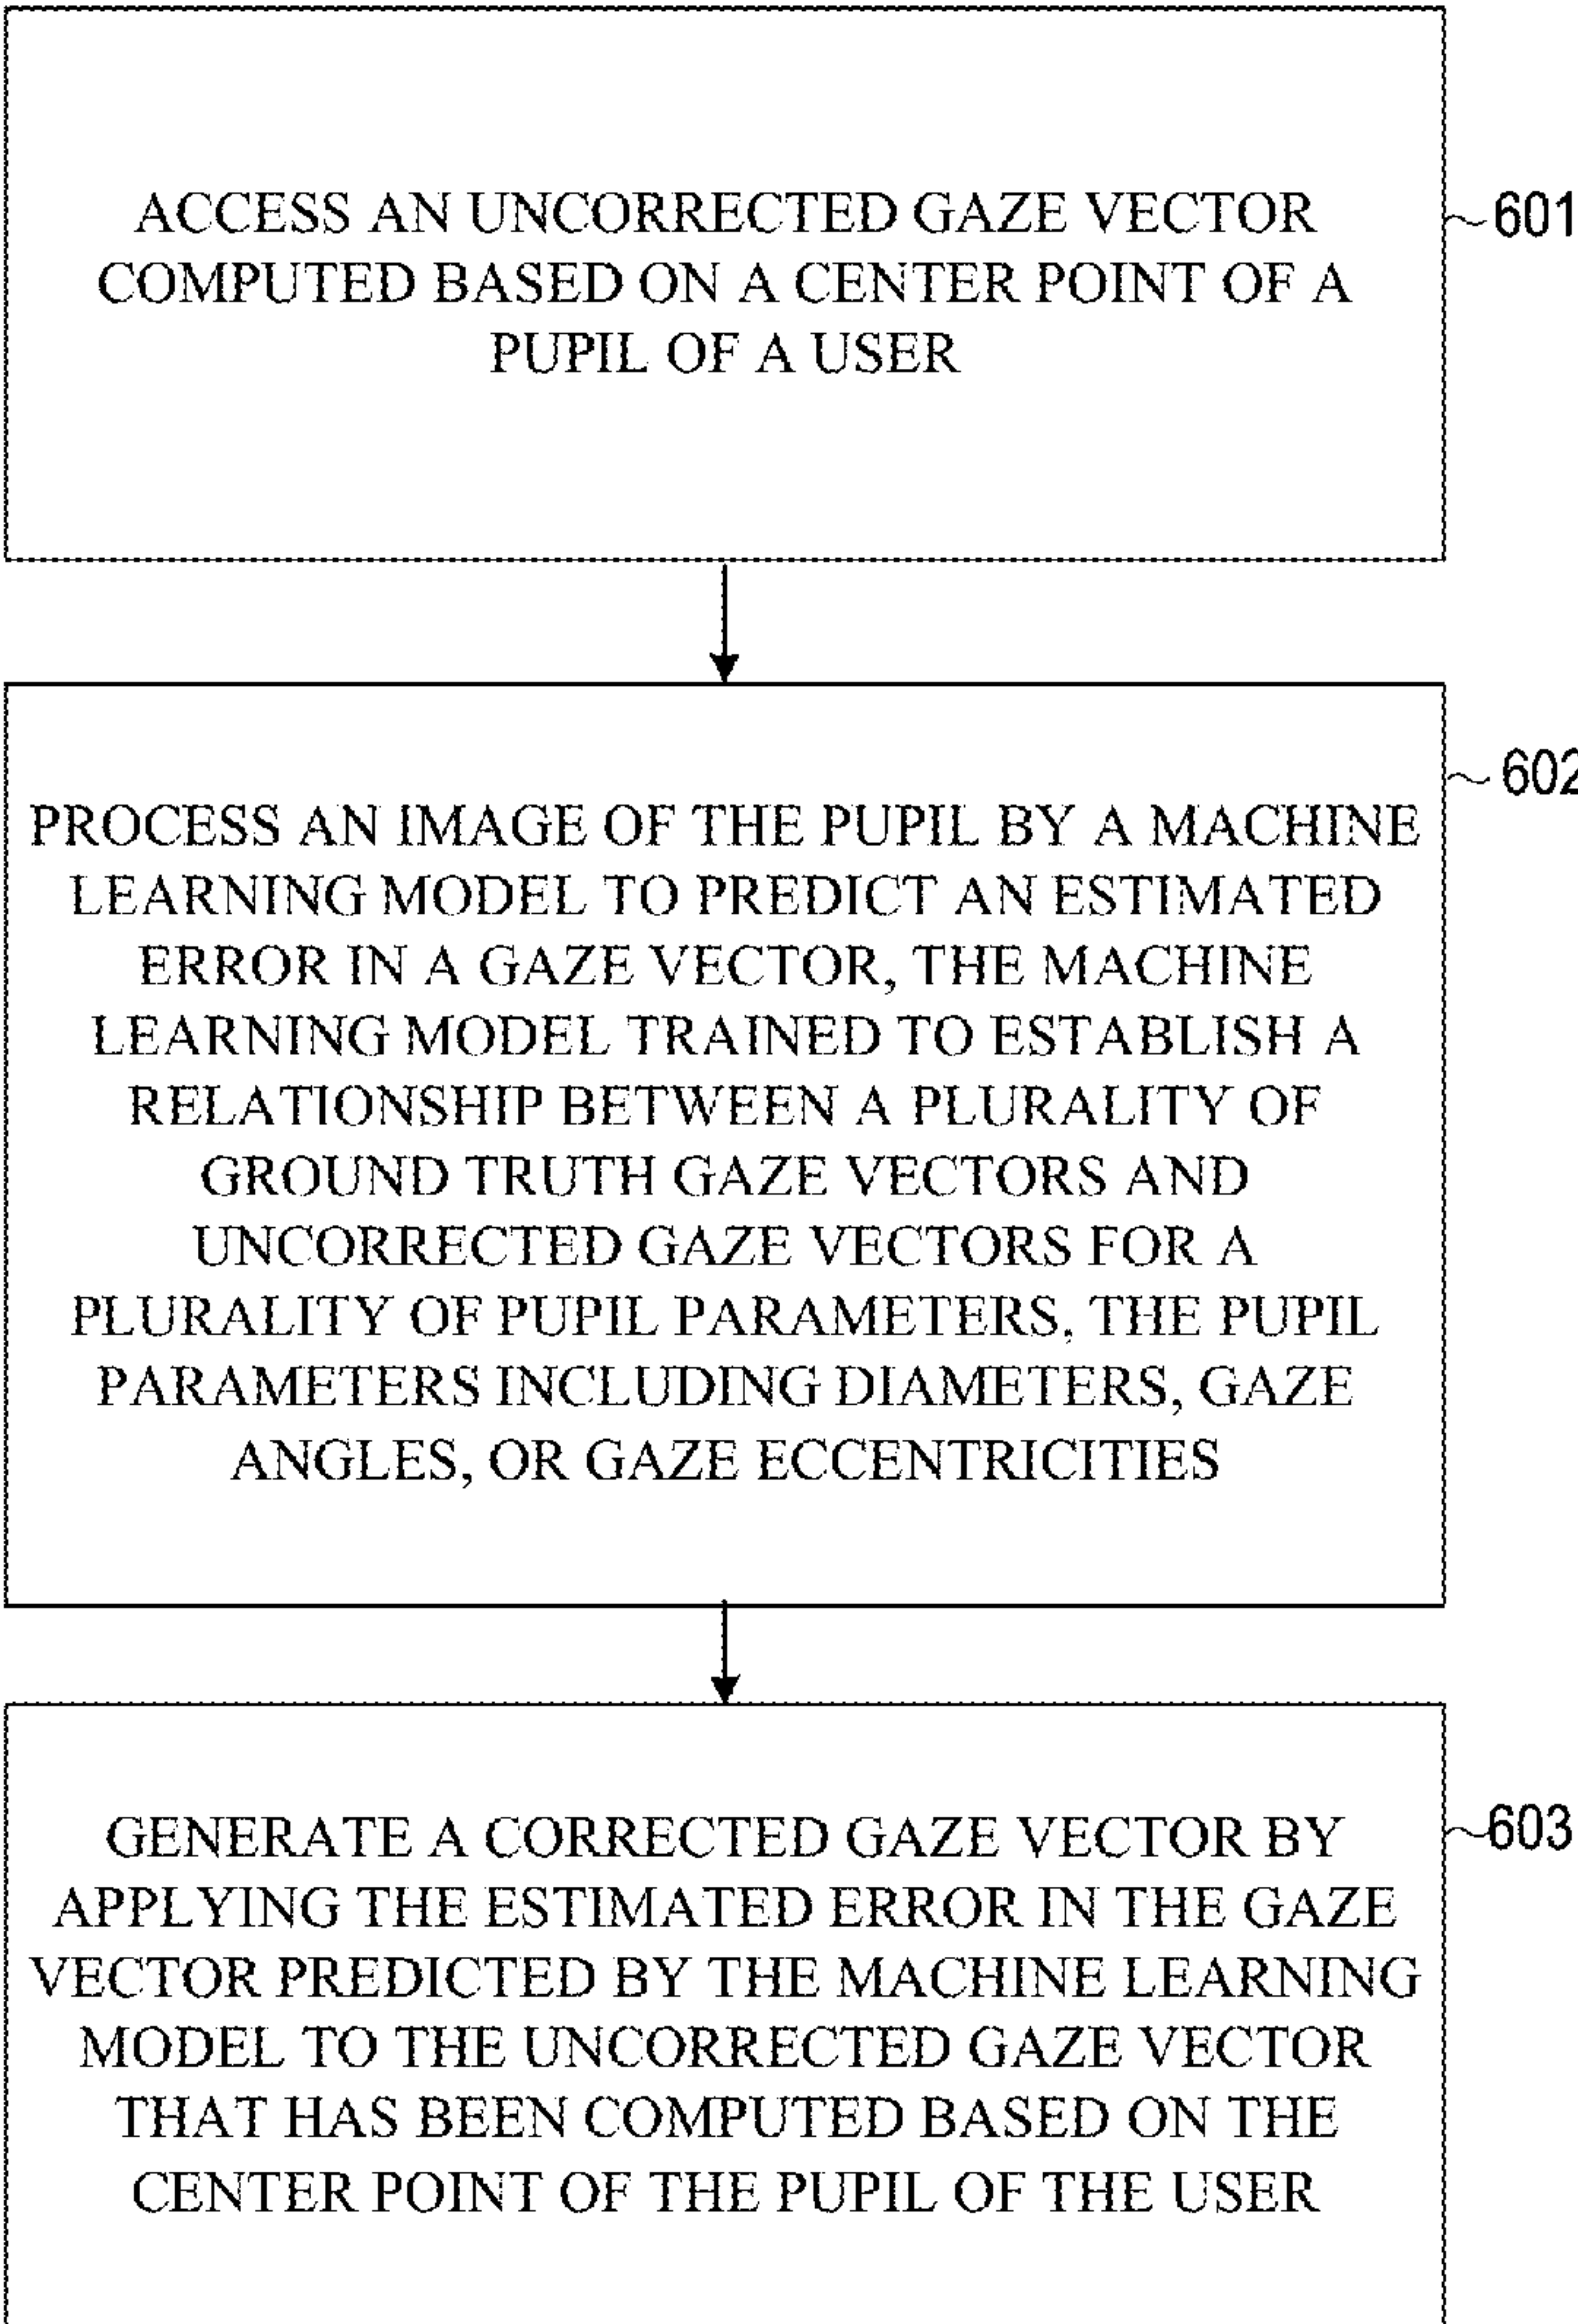 ACCESS AN UNCORRECTED GAZE VECTOR
COMPUTED BASED ON A CENTER POINT OF A
PUPIL OF A USER
601
602
PROCESS AN IMAGE OF THE PUPIL BY A MACHINE
LEARNING MODEL TO PREDICT AN ESTIMATED
ERROR IN A GAZE VECTOR, THE MACHINE
LEARNING MODEL TRAINED TO ESTABLISH A
RELATIONSHIP BETWEEN A PLURALITY OF
GROUND TRUTH GAZE VECTORS AND
UNCORRECTED GAZE VECTORS FOR A
PLURALITY OF PUPIL PARAMETERS, THE PUPIL
PARAMETERS INCLUDING DIAMETERS, GAZE
ANGLES, OR GAZE ECCENTRICITIES
GENERATE A CORRECTED GAZE VECTOR BY
603
APPLYING THE ESTIMATED ERROR IN THE GAZE
VECTOR PREDICTED BY THE MACHINE LEARNING
MODEL TO THE UNCORRECTED GAZE VECTOR
THAT HAS BEEN COMPUTED BASED ON THE
CENTER POINT OF THE PUPIL OF THE USER